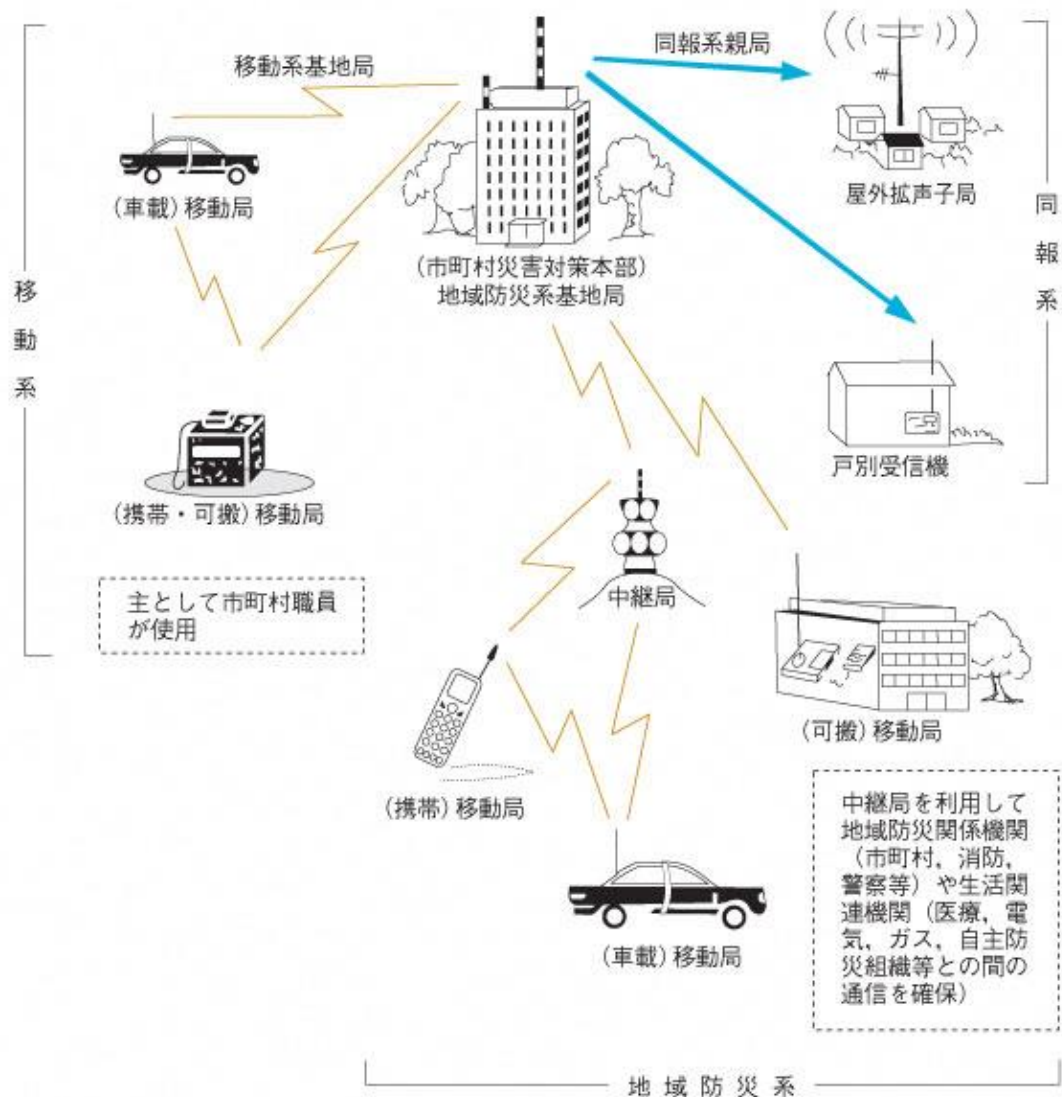 移動系基地局
同報系親局
(車載)移動局
屋外拡声子局
(市町村災害対策本部)
地域防災系基地局
移動系
同報系
戸別受信機
(携帯・可搬)移動局
主として市町村職員
が使用
中継局
(可搬)移動局
(携帯)移動局
中継局を利用して
地域防災関係機関
(市町村，消防，
警察等)や生活関
連機関(医療，電
気，ガス，自主防
災組織等との間の
通信を確保)
(車載)移動局
地域防災系